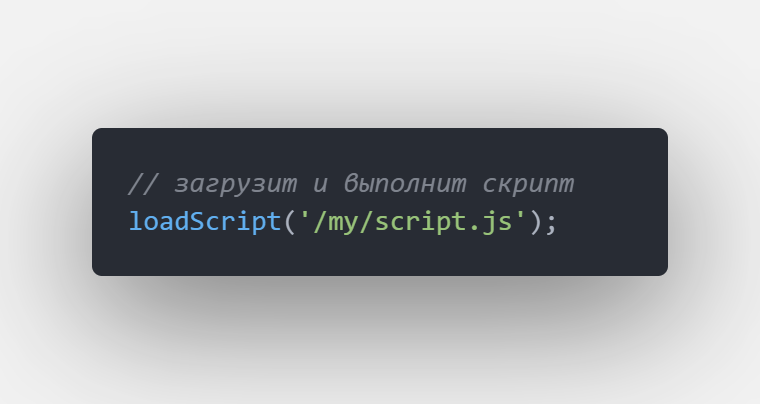 // загрузит и выполнит скрипт
loadScript('/my/script.js');